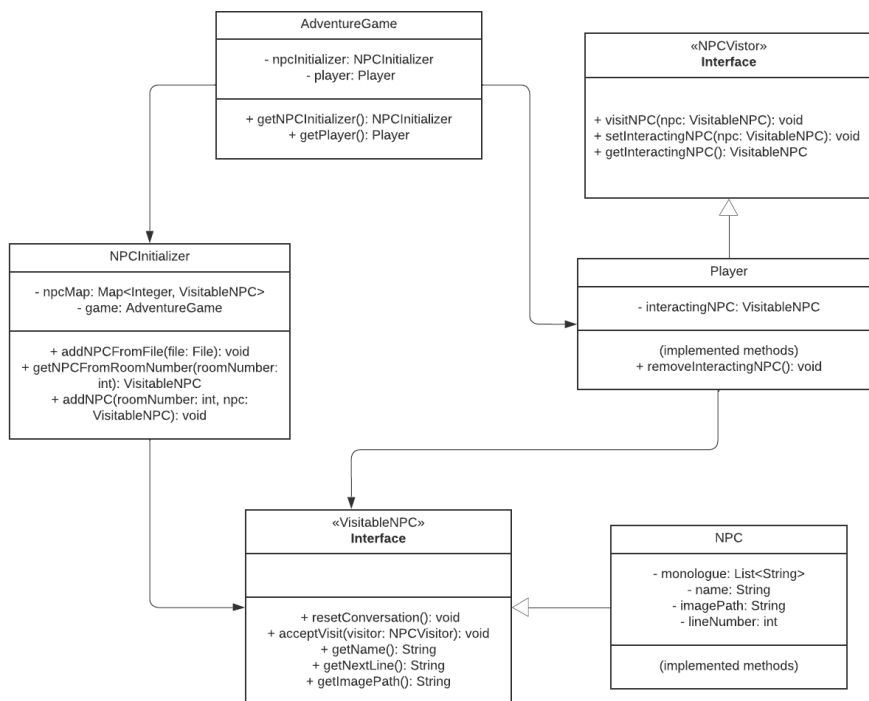 AdventureGame
- npcInitializer: NPCInitializer
- player: Player
+ getNPCInitializer(): NPCInitializer
+ getPlayer(): Player
«NPCVistor»
Interface
+ visitNPC(npc: VisitableNPC): void
+ setInteractingNPC(npc: VisitableNPC): void
+ getInteractingNPC(): VisitableNPC
NPCInitializer
- npcMap: Map<Integer, VisitableNPC>
- game: AdventureGame
+ addNPCFromFile(file: File): void
+ getNPCFromRoomNumber(roomNumber:
int): VisitableNPC
+ addNPC(roomNumber: int, npc:
VisitableNPC): void
Player
- interactingNPC: VisitableNPC
(implemented methods)
+ removeInteractingNPC(): void
«VisitableNPC»
Interface
+ resetConversation(): void
+ acceptVisit(visitor: NPCVisitor): void
+ getName(): String
+ getNextLine(): String
+ getImagePath(): String
NPC
- monologue: List<String>
- name: String
- imagePath: String
- lineNumber: int
(implemented methods)